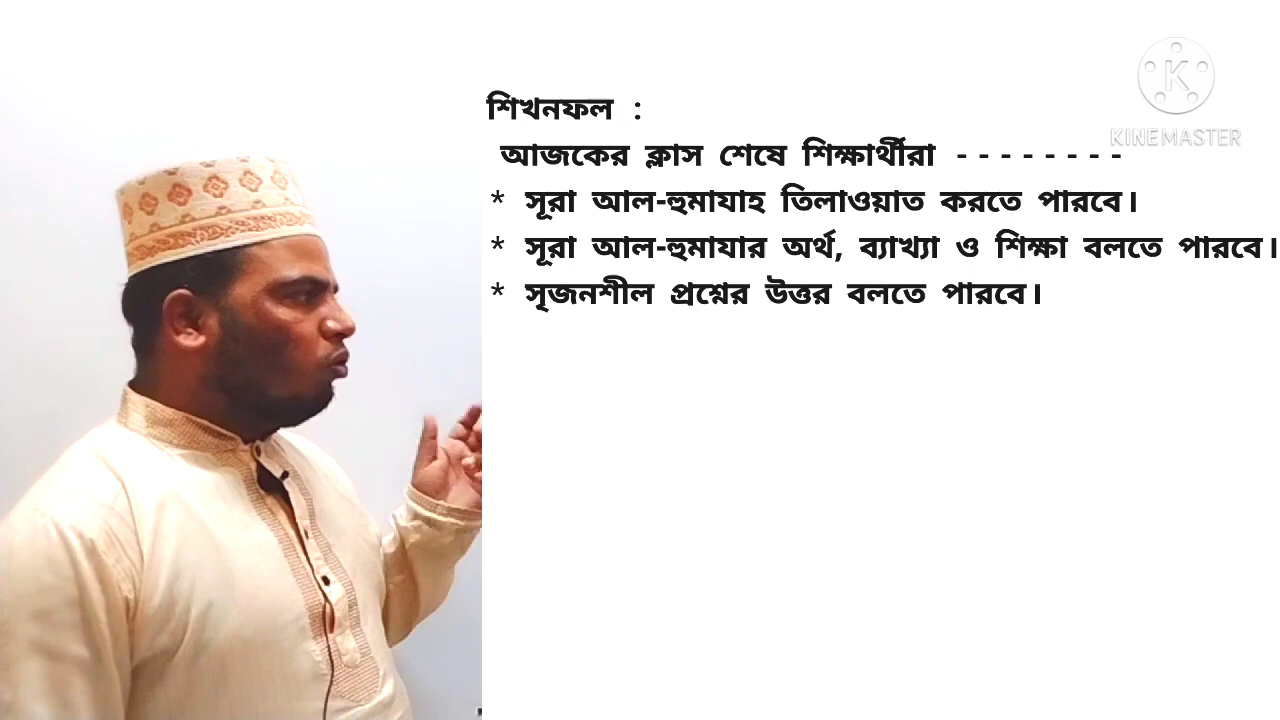 শিখনফল :
আজকের ক্লাস শেষে শিক্ষার্থীরা - - - - - - - -
* সূরা আল-হুমাযাহ তিলাওয়াত করতে পারবে।
* সূরা আল-হুমাযার অর্থ, ব্যাখ্যা ও শিক্ষা বলতে পারবে।
* সৃজনশীল প্রশ্নের উত্তর বলতে পারবে।
K
KINEMASTER